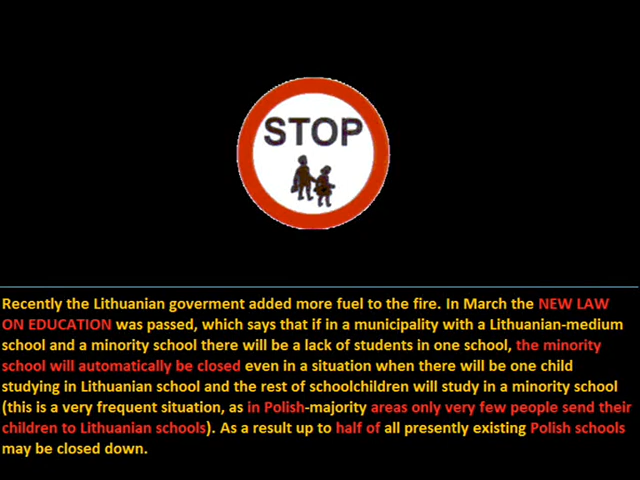 STOP
Recently the Lithuanian goverment added more fuel to the fire. In March the NEW LAW
ON EDUCATION was passed, which says that if in a municipality with a Lithuanian-medium
school and a minority school there will be a lack of students in one school, the minority
school will automatically be closed even in a situation when there will be one child
studying in Lithuanian school and the rest of schoolchildren will study in a minority school
(this is a very frequent situation, as in Polish-majority areas only very few people send their
children to Lithuanian schools). As a result up to half of all presently existing Polish schools
may be closed down.